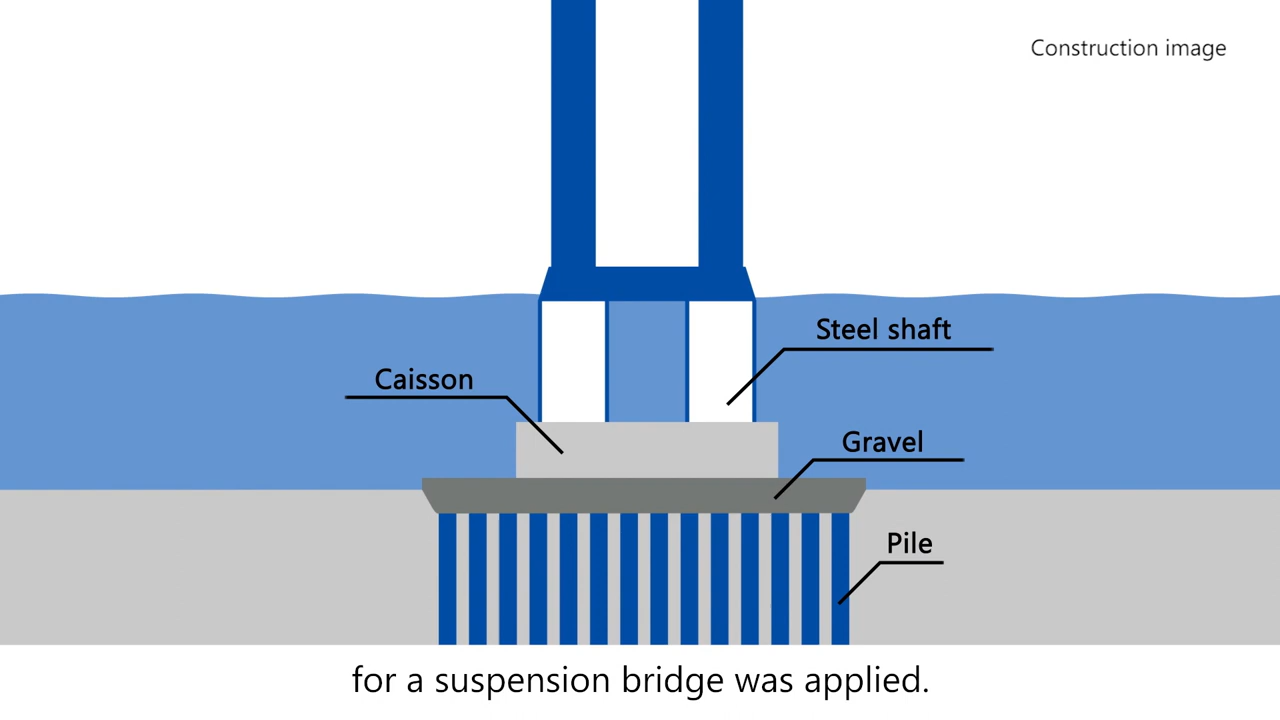 Construction image
Steel shaft
Caisson
Gravel
Pile
for a suspension bridge was applied.